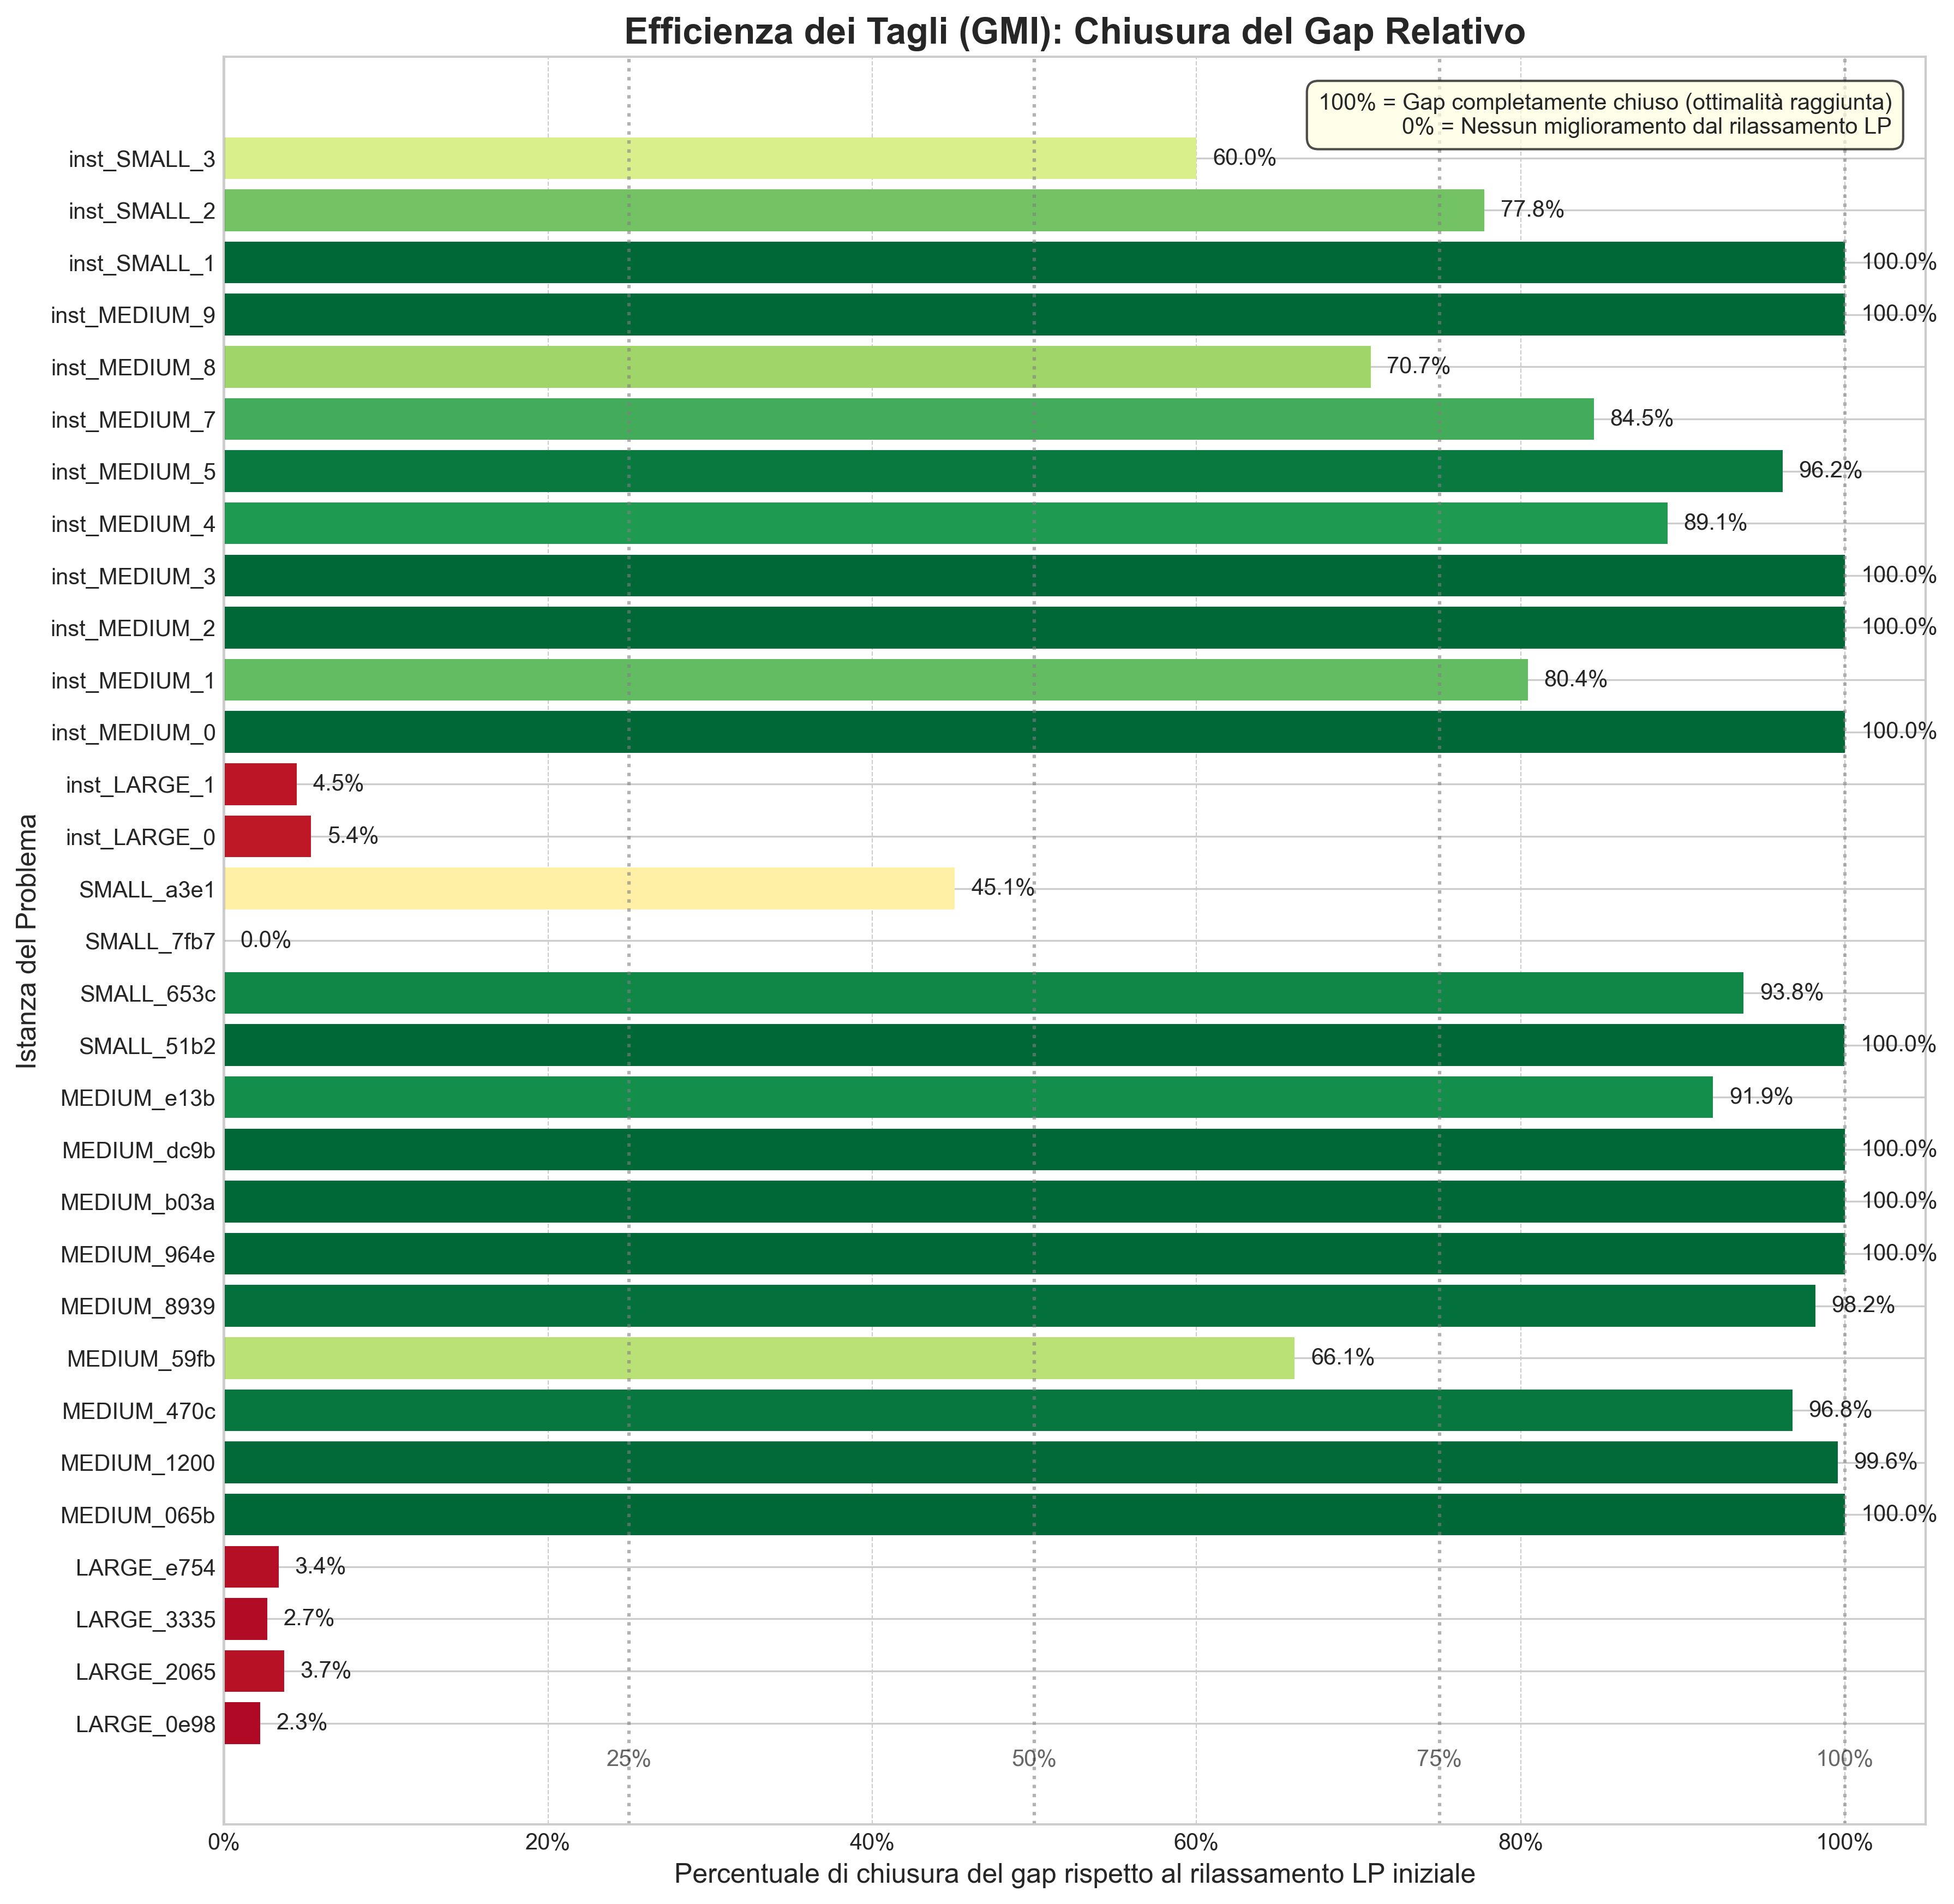 Efficienza dei Tagli (GMI): Chiusura del Gap Relativo
100% = Gap completamente chiuso (ottimalità raggiunta)
0% = Nessun miglioramento dal rilassamento LP
Istanza del Problema
inst_SMALL_3 60.0%
inst_SMALL_2 77.8%
inst_SMALL_1 100.0%
inst_MEDIUM_9 100.0%
inst_MEDIUM_8 70.7%
inst_MEDIUM_7 84.5%
inst_MEDIUM_5 96.2%
inst_MEDIUM_4 89.1%
inst_MEDIUM_3 100.0%
inst_MEDIUM_2 100.0%
inst_MEDIUM_1 80.4%
inst_MEDIUM_0 100.0%
inst_LARGE_1 4.5%
inst_LARGE_0 5.4%
SMALL_a3e1 45.1%
SMALL_7fb7 0.0%
SMALL_653c 93.8%
SMALL_51b2 100.0%
MEDIUM_e13b 91.9%
MEDIUM_dc9b 100.0%
MEDIUM_b03a 100.0%
MEDIUM_964e 100.0%
MEDIUM_8939 98.2%
MEDIUM_59fb 66.1%
MEDIUM_470c 96.8%
MEDIUM_1200 99.6%
MEDIUM_065b 100.0%
LARGE_e754 3.4%
LARGE_3335 2.7%
LARGE_2065 3.7%
LARGE_0e98 2.3%
25% 50% 75% 100%
0% 20% 40% 60% 80% 100%
Percentuale di chiusura del gap rispetto al rilassamento LP iniziale